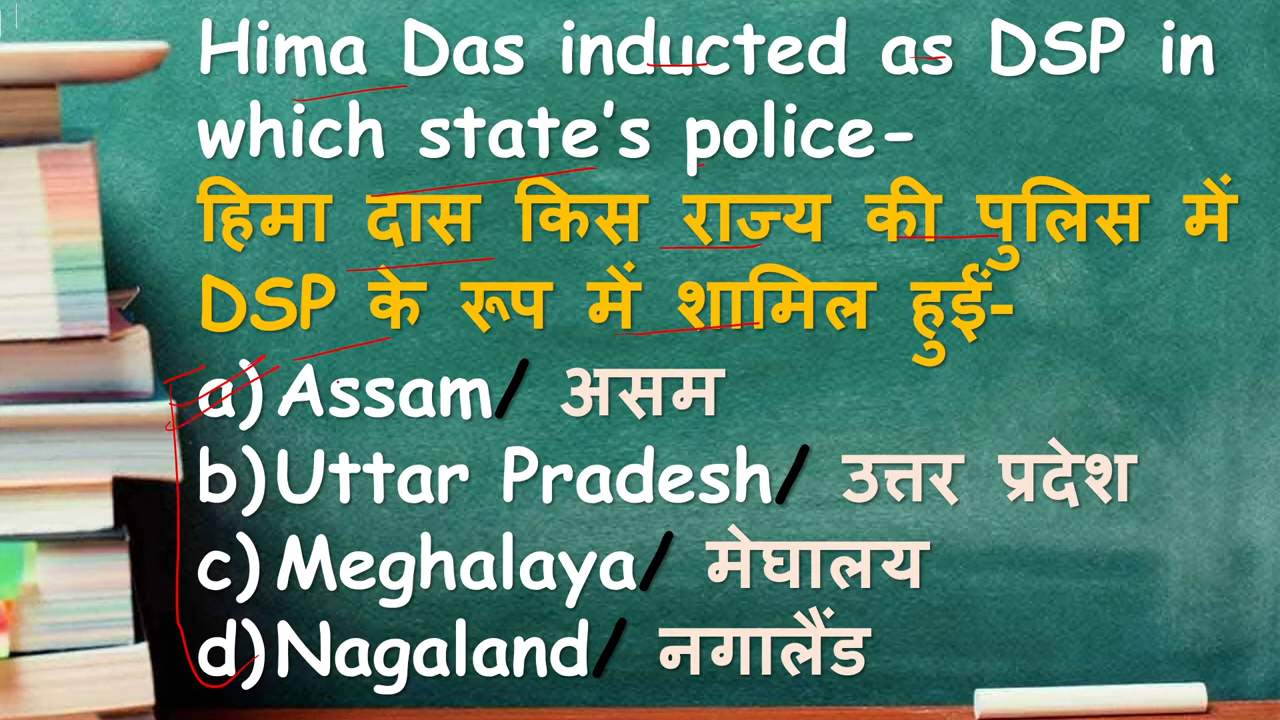 Hima Das inducted as DSP in
which state's police-
हिमा दास किस राज्य की पुलिस में
DSP के रूप में शामिल हुईं-
a) Assam/ असम
b) Uttar Pradesh/ उत्तर प्रदेश
c) Meghalaya/ मेघालय
d) Nagaland/ नगालैंड